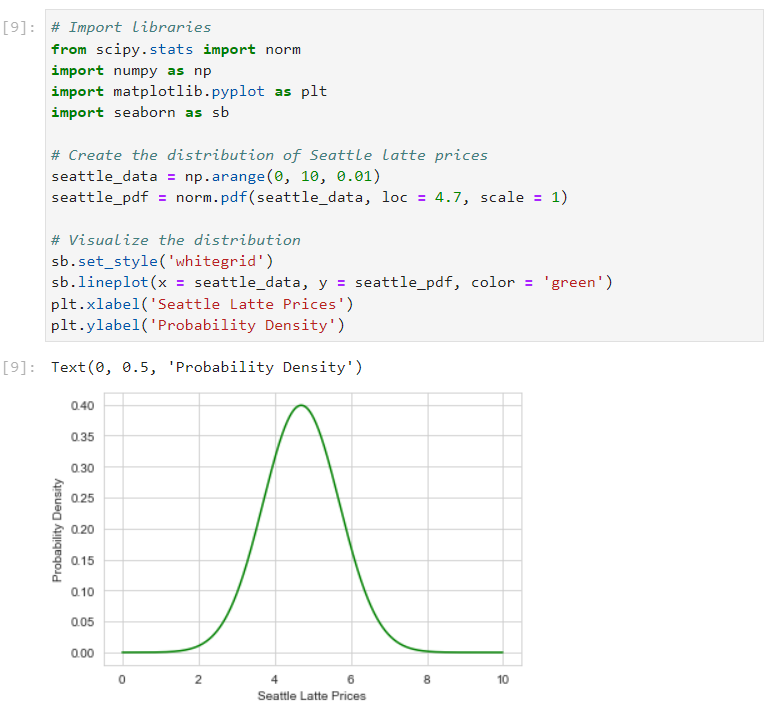 [9]: # Import libraries
from scipy.stats import norm
import numpy as np
import matplotlib.pyplot as plt
import seaborn as sb
# Create the distribution of Seattle latte prices
seattle_data = np.arange(0, 10, 0.01)
seattle_pdf = norm.pdf(seattle_data, loc = 4.7, scale = 1)
# Visualize the distribution
sb.set_style('whitegrid')
sb.lineplot(x = seattle_data, y = seattle_pdf, color = 'green')
plt.xlabel('Seattle Latte Prices')
plt.ylabel('Probability Density')
[9]: Text(0, 0.5, 'Probability Density')
0.40
0.35
0.30
0.25
0.20
0.15
0.10
0.05
0.00
Probability Density
0 2 4 6 8 10
Seattle Latte Prices